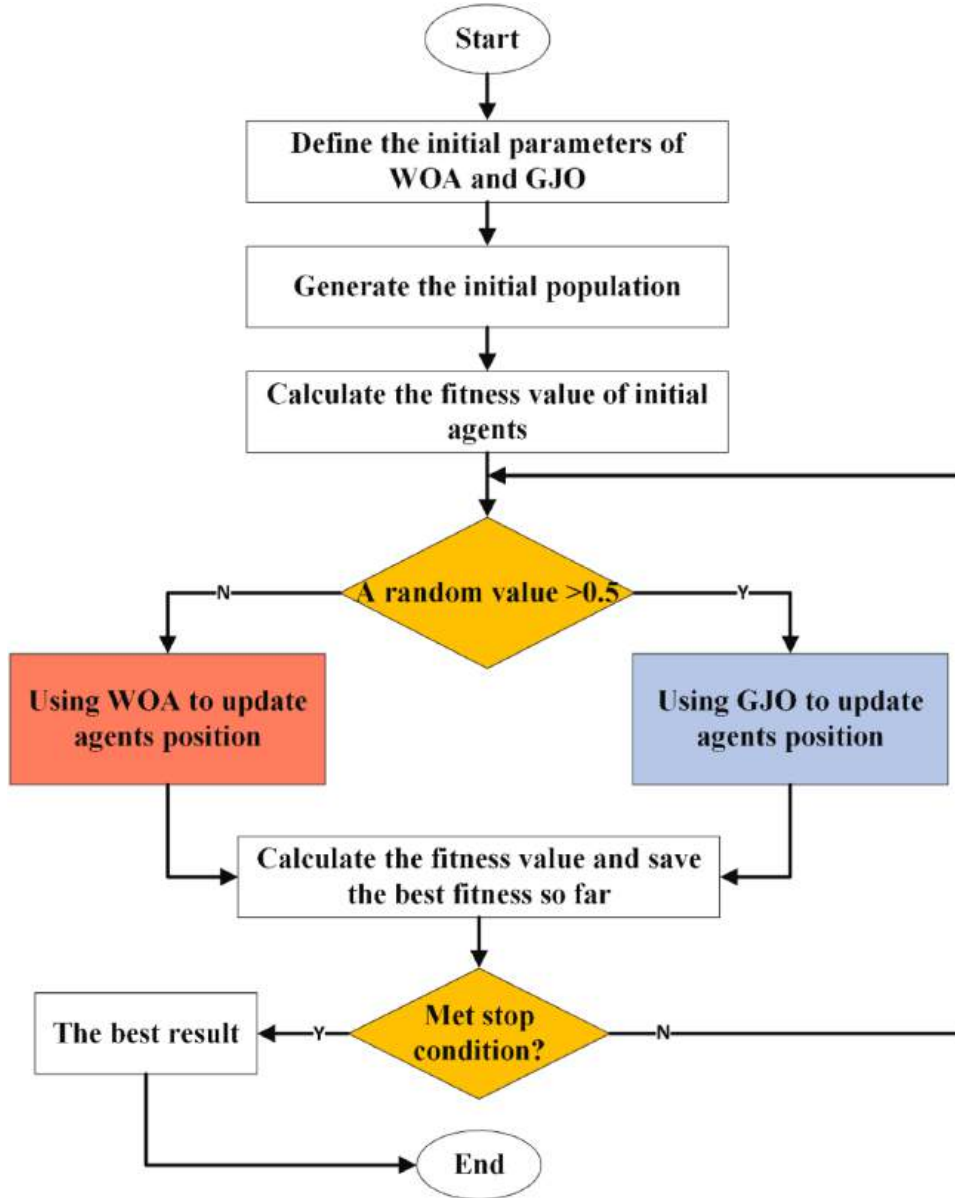 Start
Define the initial parameters of
WOA and GJO
Generate the initial population
Calculate the fitness value of initial
agents
A random value >0.5
N
Y
Using WOA to update
agents position
Using GJO to update
agents position
Calculate the fitness value and save
the best fitness so far
Met stop
condition?
The best result
Y
N
End